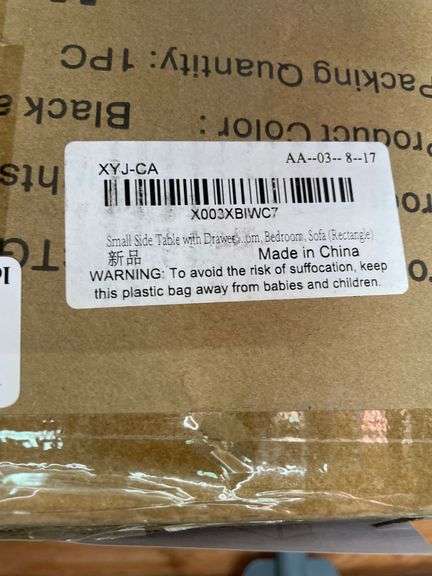 Packing Quantity: 1PC
Product Color :
Black a
XYJ-CA
AA--03-- 8--17
X003XBIWC7
Small Side Table with Drawe...om, Bedroom, Sofa (Rectangle)
新品
Made in China
WARNING: To avoid the risk of suffocation, keep
this plastic bag away from babies and children.